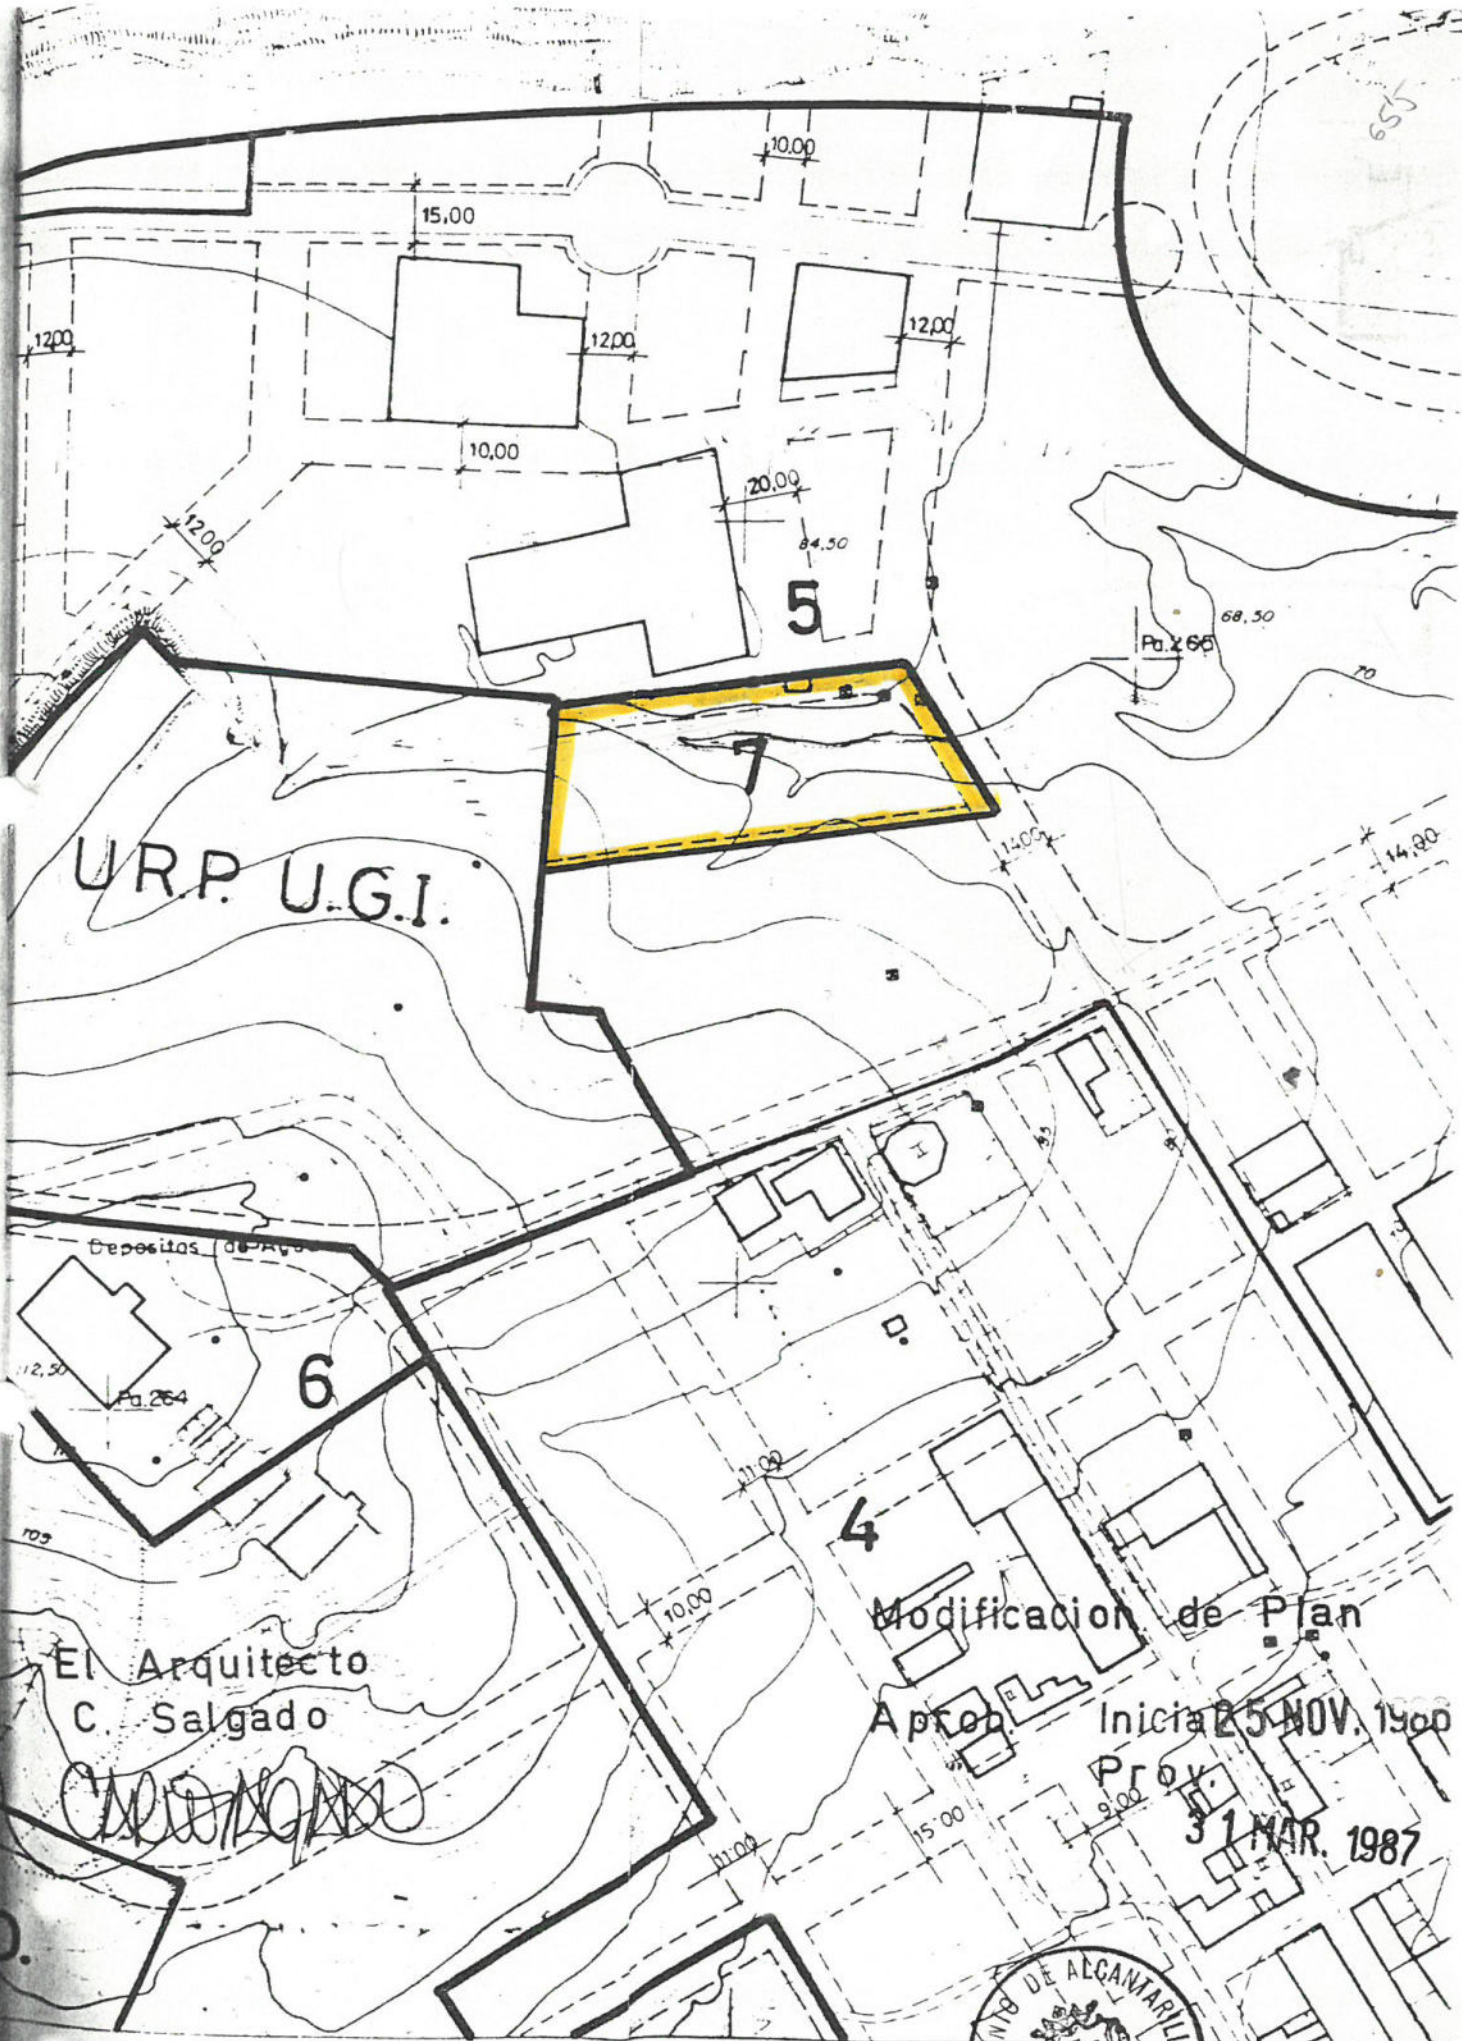 655
10.00
15,00
12,00
12,00
12,00
10,00
20,00
12,00
84,50
5
68,50
Pa.266
70
7
14,00
14,00
U.R.P. U.G.I.
Depositos de Agua
12,50
Pa.264
6
109
11,00
4
10,00
Modificacion de Plan
El Arquitecto
C. Salgado
Aprob. Inicial 25 NOV. 1986
Prov.
9,00
31 MAR. 1987
15,00
11,00
DE ALCANTARILLA